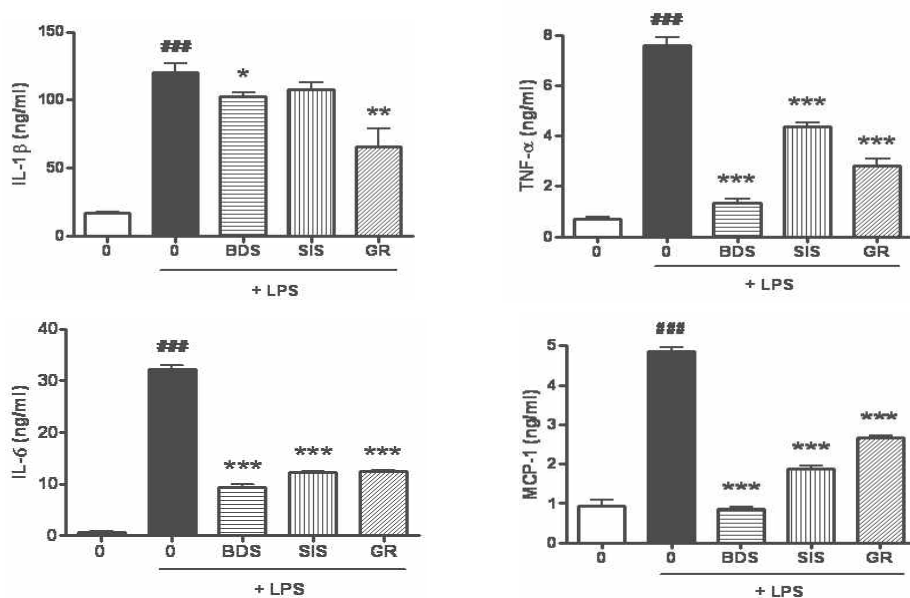 IL-1β (ng/ml)
150
100
50
0
###
*
**
0 0 BDS SIS GR
+ LPS
TNF-α (ng/ml)
8
6
4
2
0
###
***
***
***
0 0 BDS SIS GR
+ LPS
IL-6 (ng/ml)
40
30
20
10
0
###
*** *** ***
0 0 BDS SIS GR
+ LPS
MCP-1 (ng/ml)
5
4
3
2
1
0
###
***
***
***
0 0 BDS SIS GR
+ LPS